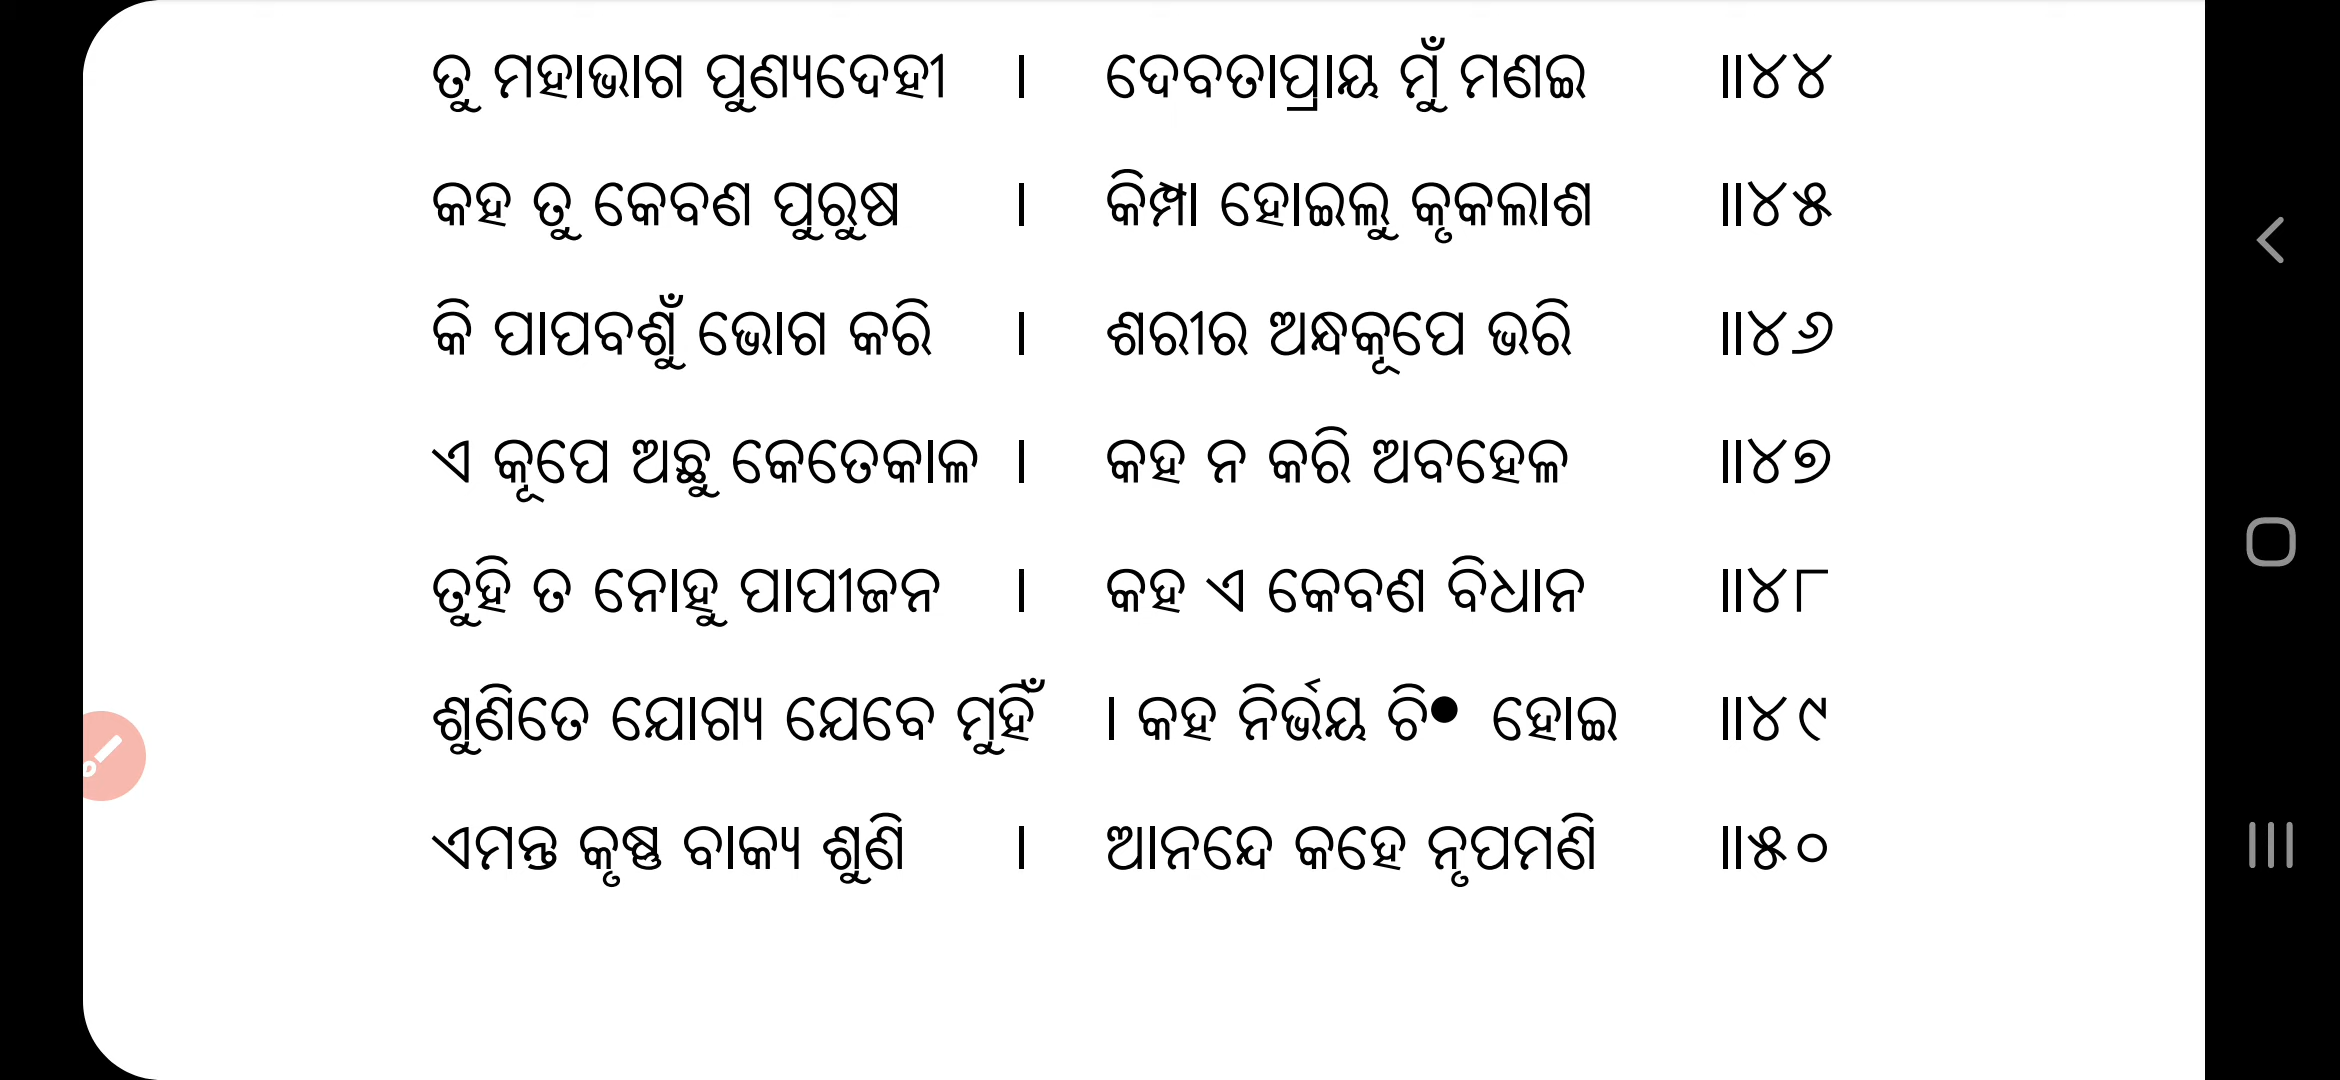 ତୁ ମହାଭାଗ ପୁଣ୍ୟଦେହୀ । ଦେବତାପ୍ରାୟ ମୁଁ ମଣଇ ॥୪୪
କହ ତୁ କେବଣ ପୁରୁଷ । କିମ୍ପା ହୋଇଲୁ କୃକଲାଶ ॥୪୫
କି ପାପବଶୁଁ ଭୋଗ କରି । ଶରୀର ଅନ୍ଧକୂପେ ଭରି ॥୪୬
ଏ କୂପେ ଅଛୁ କେତେକାଳ । କହ ନ କରି ଅବହେଳ ॥୪୭
ତୁହି ତ ନୋହୁ ପାପୀଜନ । କହ ଏ କେବଣ ବିଧାନ ॥୪୮
ଶୁଣିତେ ଯୋଗ୍ୟ ଯେବେ ମୁହିଁ । କହ ନିର୍ଭୟ ଚି● ହୋଇ ॥୪୯
ଏମନ୍ତ କୃଷ୍ଣ ବାକ୍ୟ ଶୁଣି । ଆନନ୍ଦେ କହେ ନୃପମଣି ॥୫୦